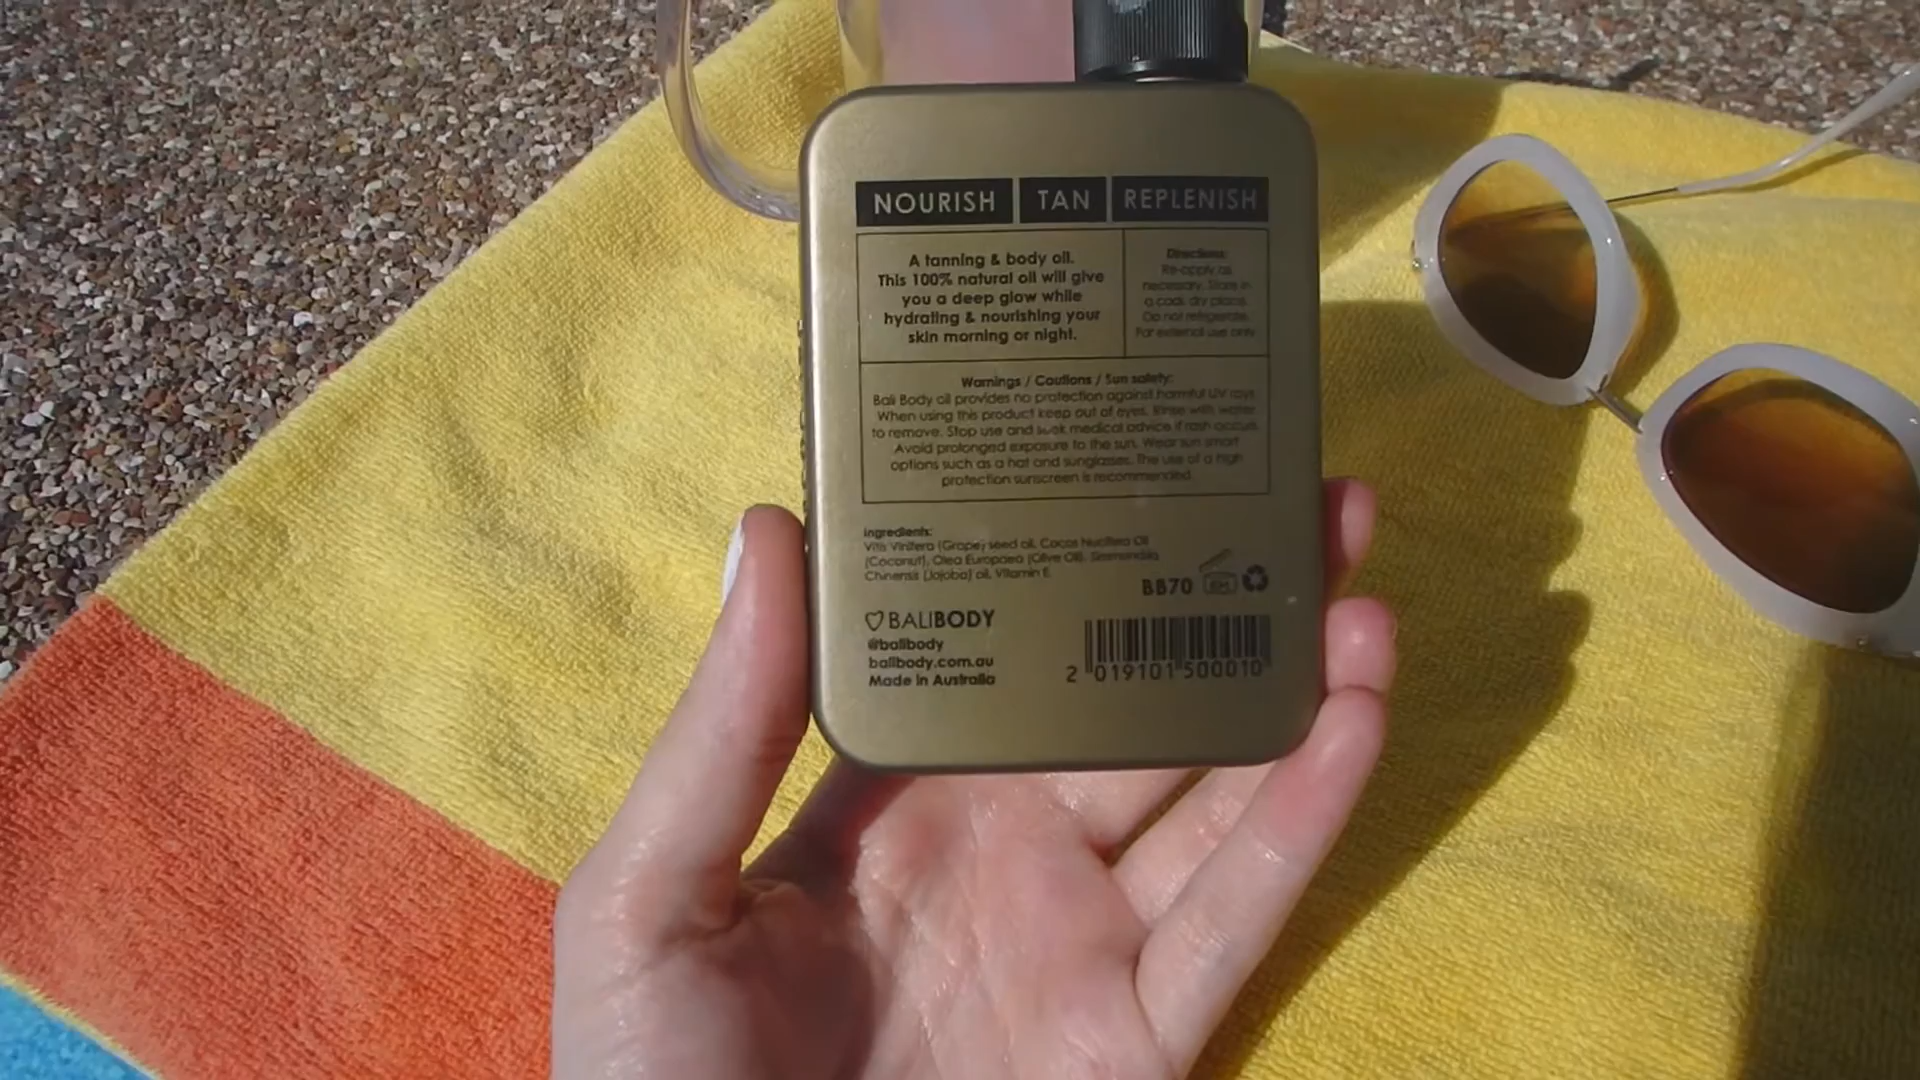 NOURISH TAN REPLENISH
A tanning & body oil.
This 100% natural oil will give
you a deep glow while
hydrating & nourishing your
skin morning or night.
Directions:
Re-apply as
necessary. Store in
a cool, dry place.
Do not refrigerate.
For external use only
Warnings / Cautions / Sun safety:
Bali Body oil provides no protection against harmful UV rays.
When using this product keep out of eyes. Rinse with water
to remove. Stop use and seek medical advice if rash occurs.
Avoid prolonged exposure to the sun. Wear sun smart
options such as a hat and sunglasses. The use of a high
protection sunscreen is recommended.
Ingredients:
Vitis Vinifera (Grape) seed oil, Cocos Nucifera Oil
(Coconut), Olea Europaea (Olive Oil), Simmondsia
Chinensis (Jojoba) oil, Vitamin E.
BB70
BALIBODY
@balibody
balibody.com.au
Made in Australia
2 019101 500010